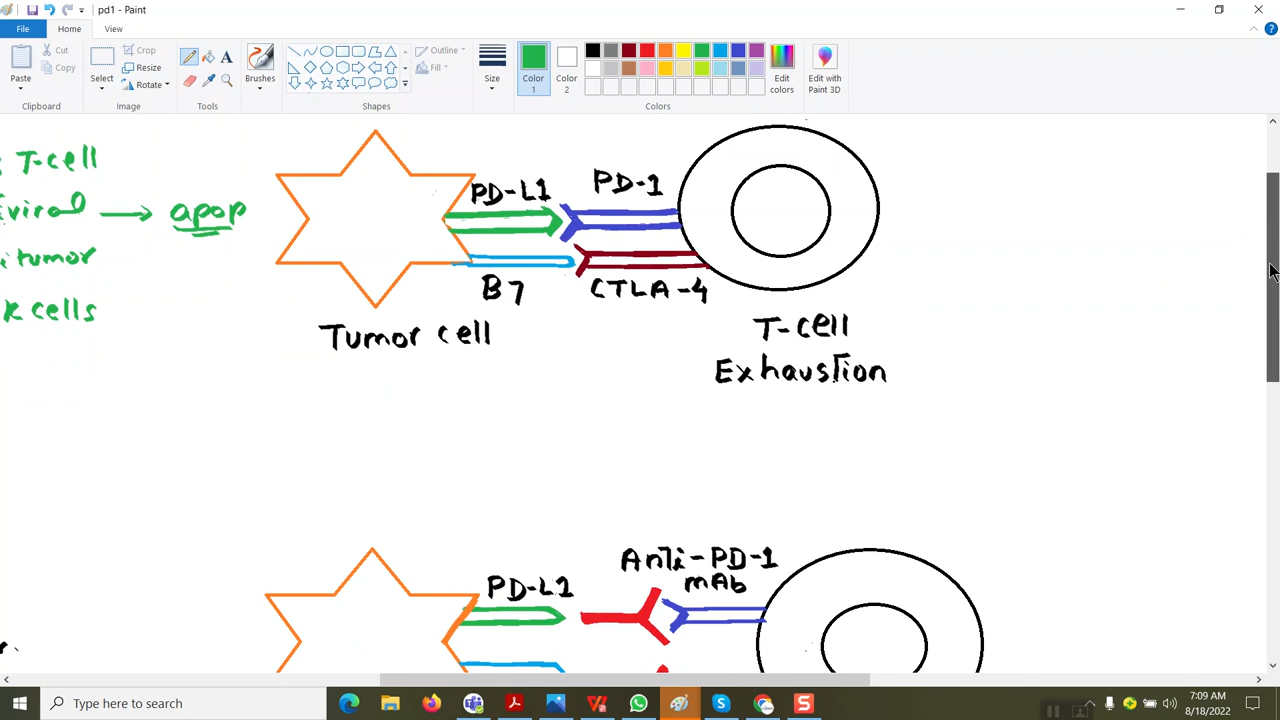 pd1 - Paint
File
Home
View
Paste
Cut
Copy
Clipboard
Select
Crop
Resize
Rotate
Image
Tools
Brushes
Shapes
Outline
Fill
Size
Color 1
Color 2
Colors
Edit colors
Edit with Paint 3D
T-cell
viral → apop
tumor
cells
PD-L1
PD-1
B7
CTLA-4
Tumor cell
T-cell
Exhaustion
Anti-PD-1
mAb
PD-L1
Type here to search
7:09 AM
8/18/2022